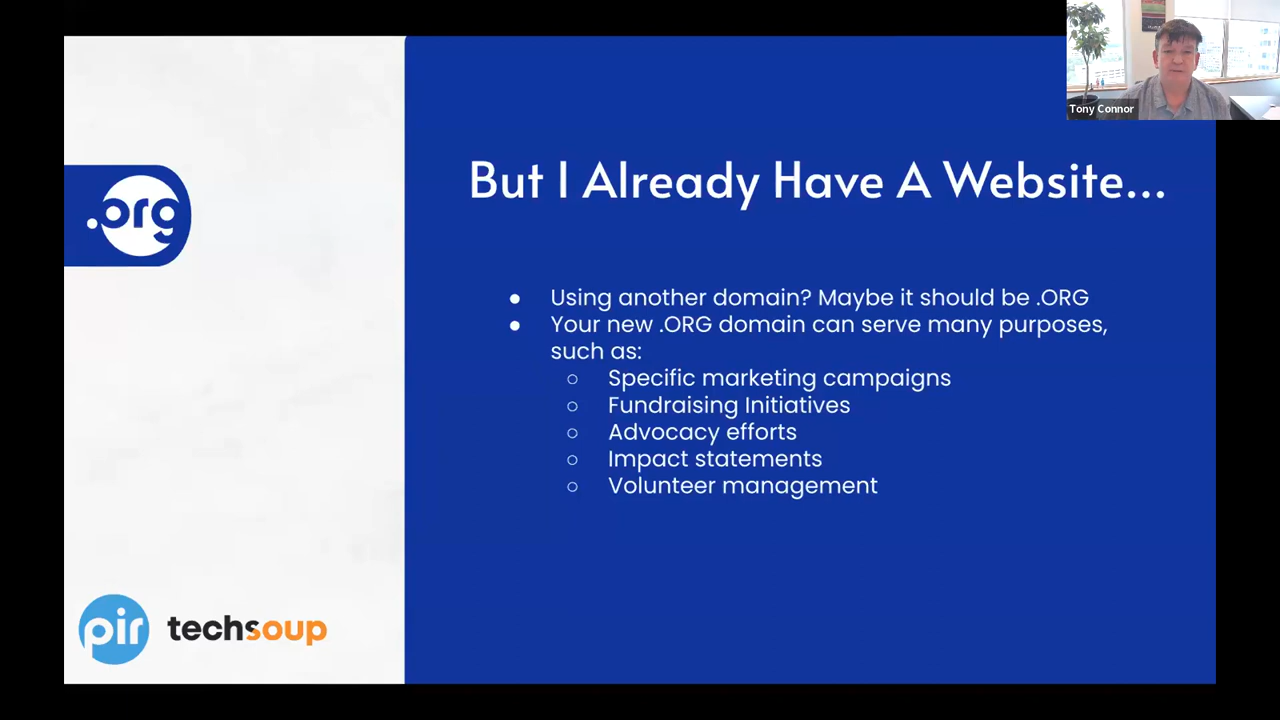 Tony Connor
.org
But I Already Have A Website...
● Using another domain? Maybe it should be .ORG
● Your new .ORG domain can serve many purposes,
such as:
○ Specific marketing campaigns
○ Fundraising Initiatives
○ Advocacy efforts
○ Impact statements
○ Volunteer management
pir techsoup